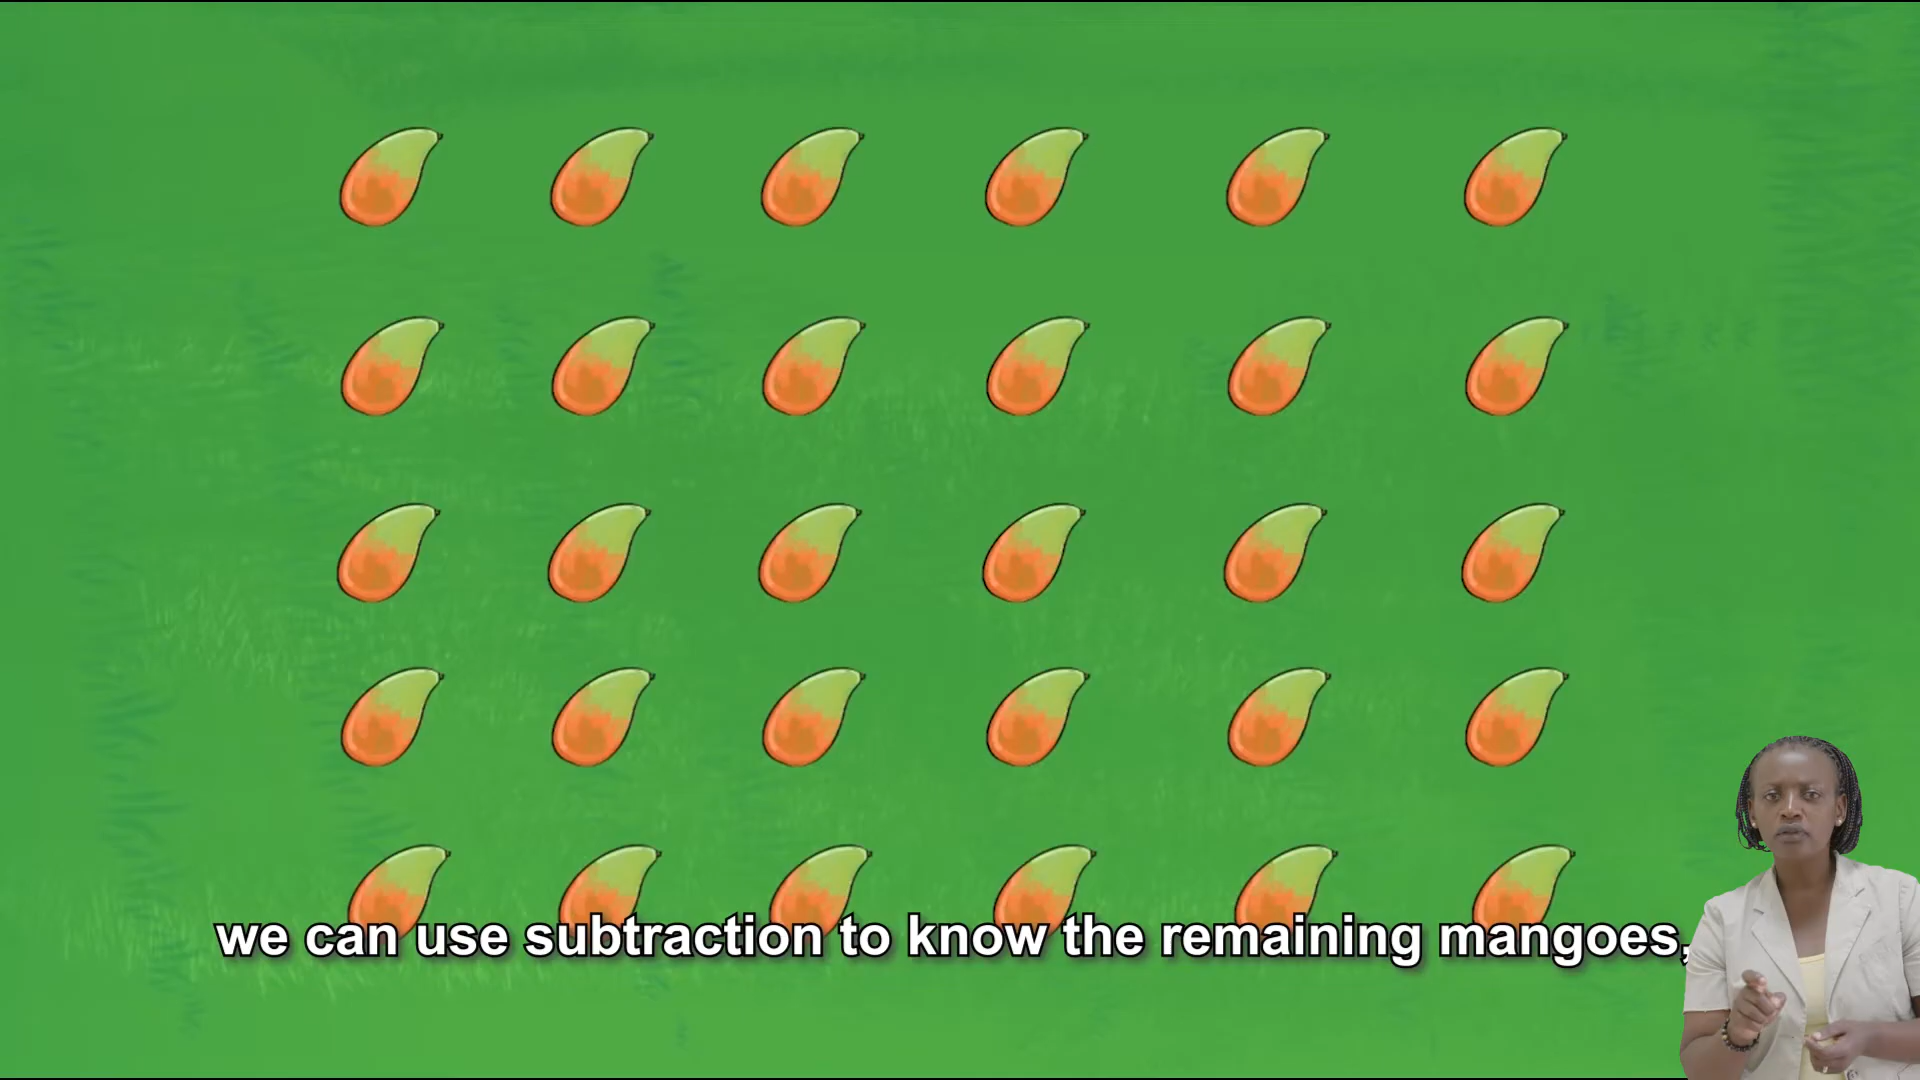 we can use subtraction to know the remaining mangoes,